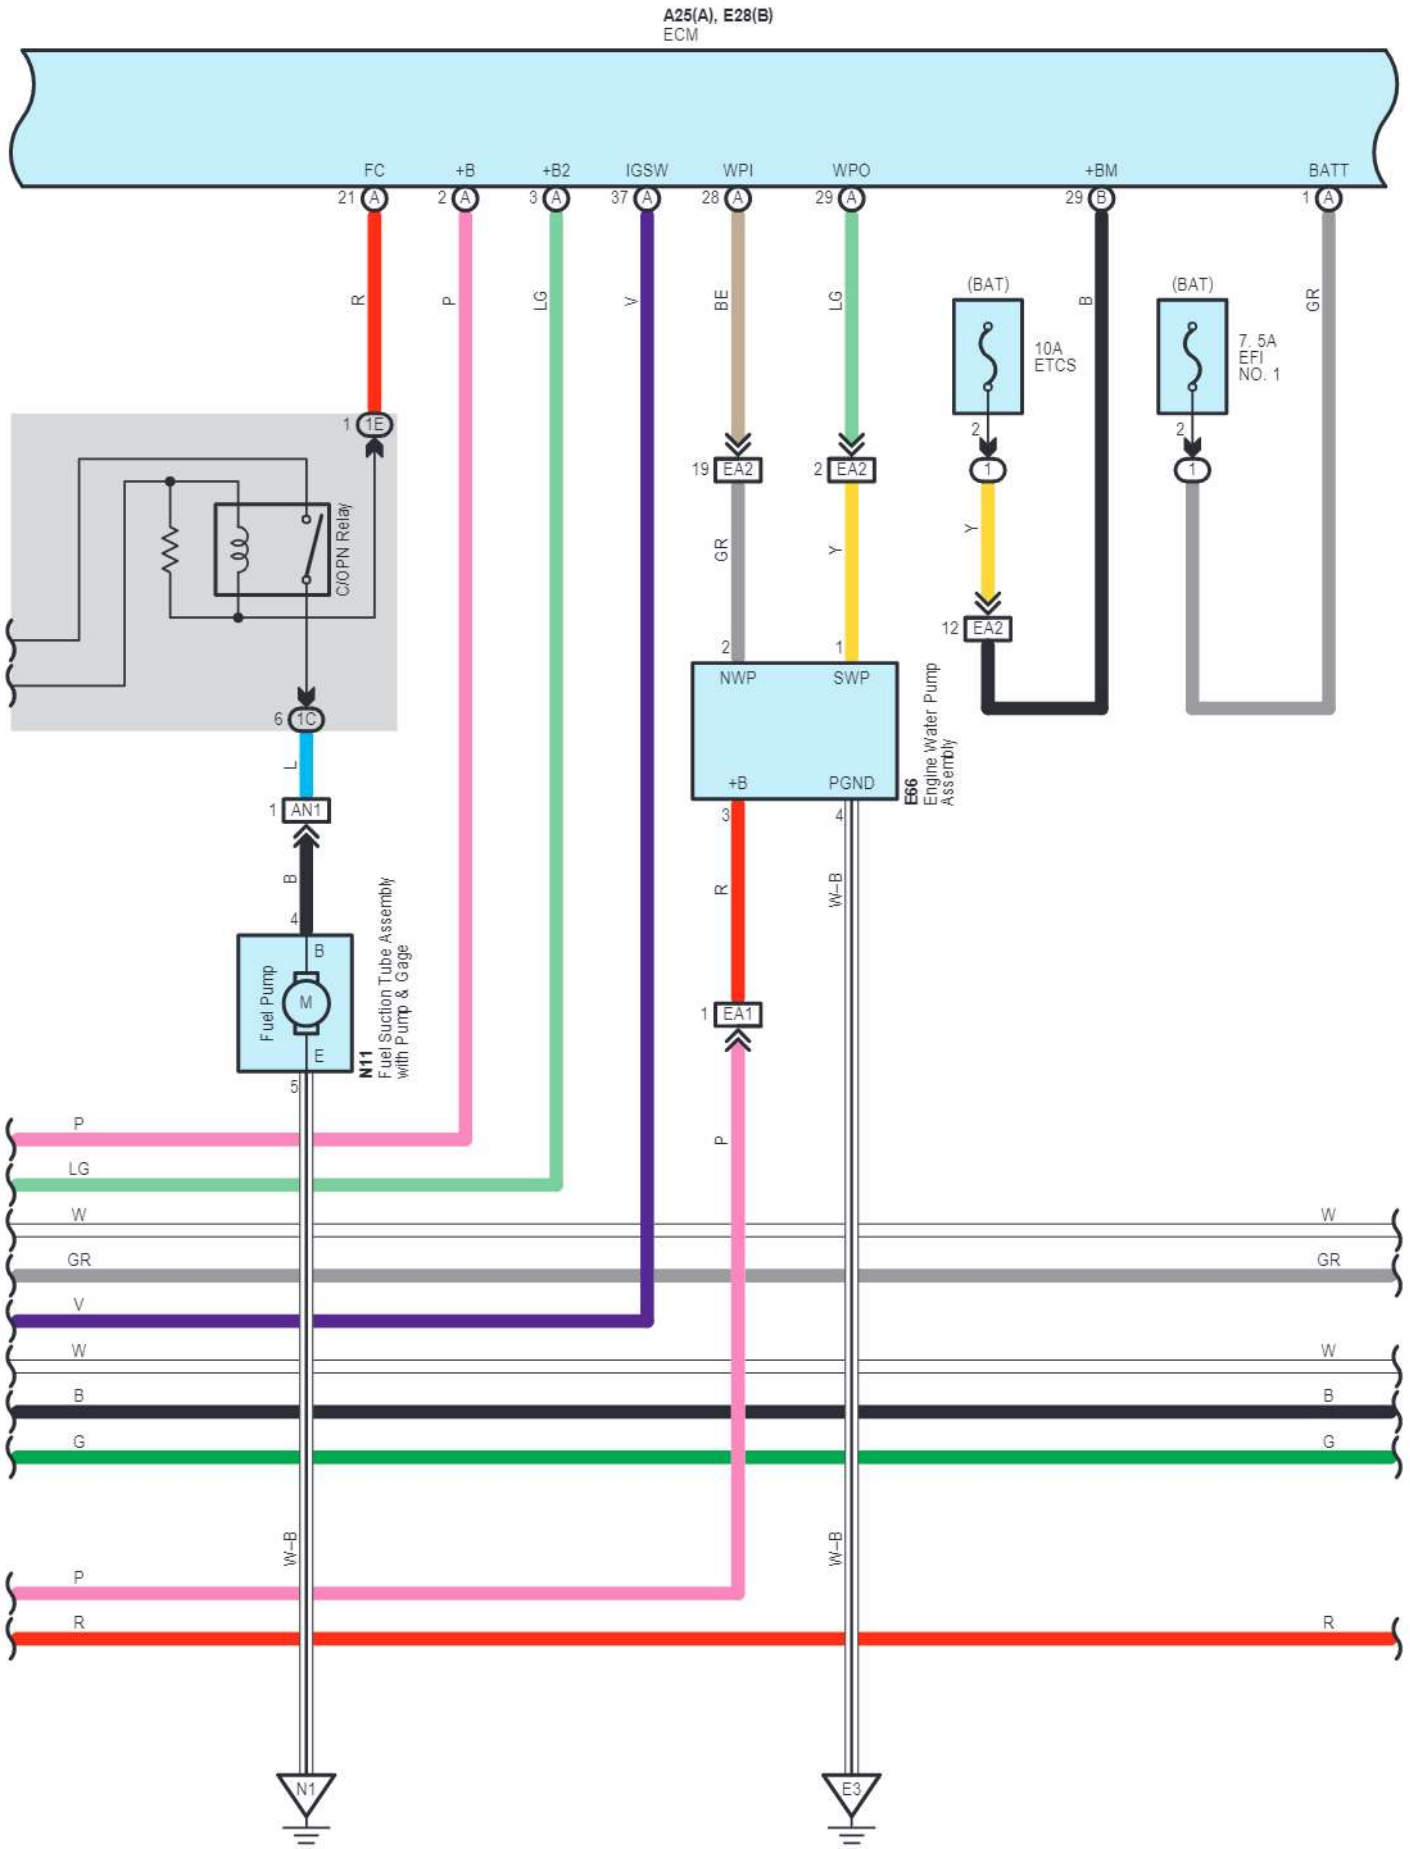 A25(A), E28(B)
ECM
FC +B +B2 IGSW WPI WPO +BM BATT
21 A 2 A 3 A 37 A 28 A 29 A 29 B 1 A
R P LG V BE LG B GR
(BAT) (BAT)
10A
ETCS
7. 5A
EFI
NO. 1
1 1E
2 2
19 EA2 2 EA2 1 1
C/OPN Relay
GR Y Y
12 EA2
2 1
NWP SWP
6 1C
L
+B PGND
E66
Engine Water Pump
Assembly
1 AN1
3 4
B
R W–B
4
B
Fuel Pump
M
E
N11
Fuel Suction Tube Assembly
with Pump & Gage
1 EA1
5
P P
LG
W W
GR GR
V
W W
B B
G G
W–B W–B
P
R R
N1 E3